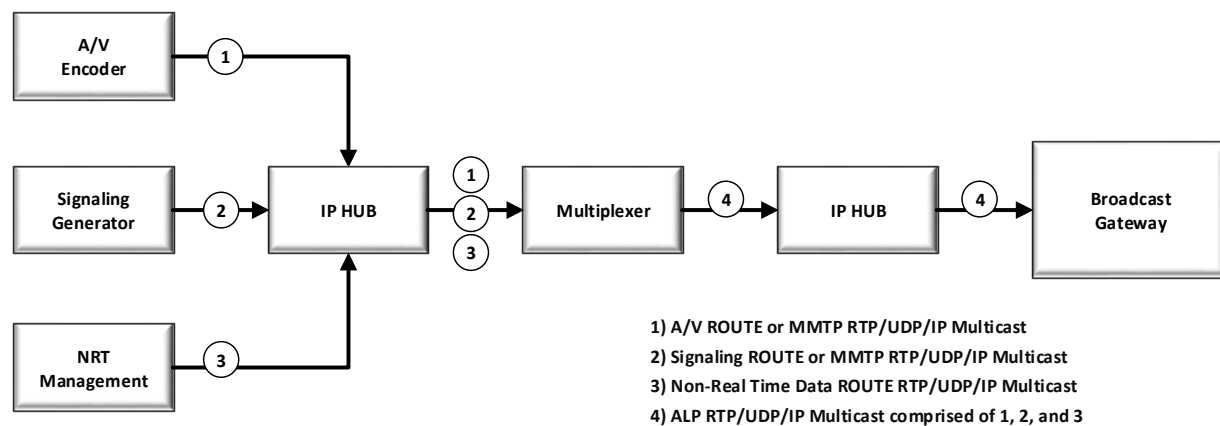 A/V
Encoder
1
Signaling
Generator
2
NRT
Management
3
IP HUB
1
2
3
Multiplexer
4
IP HUB
4
Broadcast
Gateway
1) A/V ROUTE or MMTP RTP/UDP/IP Multicast
2) Signaling ROUTE or MMTP RTP/UDP/IP Multicast
3) Non-Real Time Data ROUTE RTP/UDP/IP Multicast
4) ALP RTP/UDP/IP Multicast comprised of 1, 2, and 3